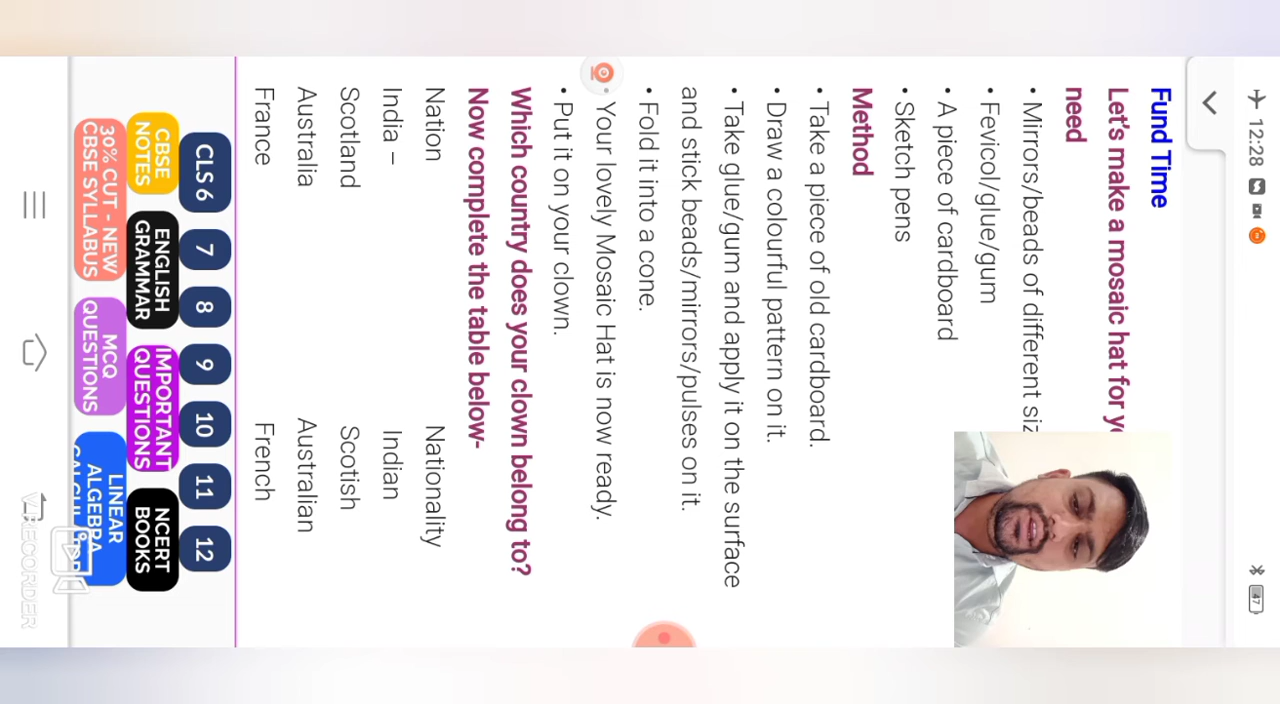 12:28
47
Fund Time
Let's make a mosaic hat for
need
• Mirrors/beads of different
• Fevicol/glue/gum
• A piece of cardboard
• Sketch pens
Method
• Take a piece of old cardboard.
• Draw a colourful pattern on it.
• Take glue/gum and apply it on the surface
and stick beads/mirrors/pulses on it.
• Fold it into a cone.
• Your lovely Mosaic Hat is now ready.
• Put it on your clown.
Which country does your clown belong to?
Now complete the table below-
Nation Nationality
India – Indian
Scotland Scotish
Australia Australian
France French
CLS 6 7 8 9 10 11 12
CBSE NOTES ENGLISH GRAMMAR IMPORTANT QUESTIONS NCERT BOOKS
30% CUT - NEW CBSE SYLLABUS MCQ QUESTIONS LINEAR ALGEBRA
RECORDER